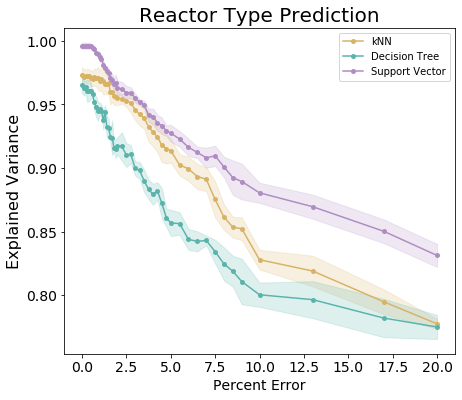 Reactor Type Prediction
kNN
Decision Tree
Support Vector
Explained Variance
1.00
0.95
0.90
0.85
0.80
0.0 2.5 5.0 7.5 10.0 12.5 15.0 17.5 20.0
Percent Error